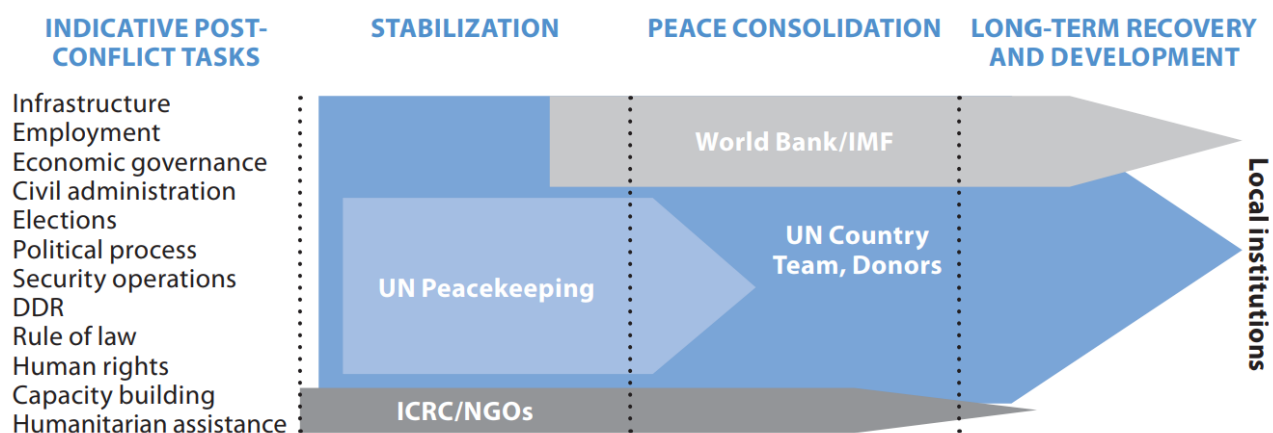 INDICATIVE POST-
CONFLICT TASKS
STABILIZATION
PEACE CONSOLIDATION
LONG-TERM RECOVERY
AND DEVELOPMENT
Infrastructure
Employment
Economic governance
Civil administration
Elections
Political process
Security operations
DDR
Rule of law
Human rights
Capacity building
Humanitarian assistance
World Bank/IMF
UN Country
Team, Donors
UN Peacekeeping
ICRC/NGOs
Local institutions